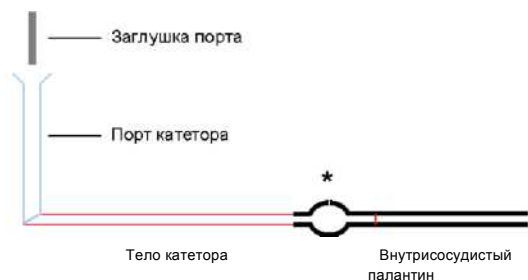 Заглушка порта
Порт катетора
*
Тело катетора
Внутрисосудистый
палантин